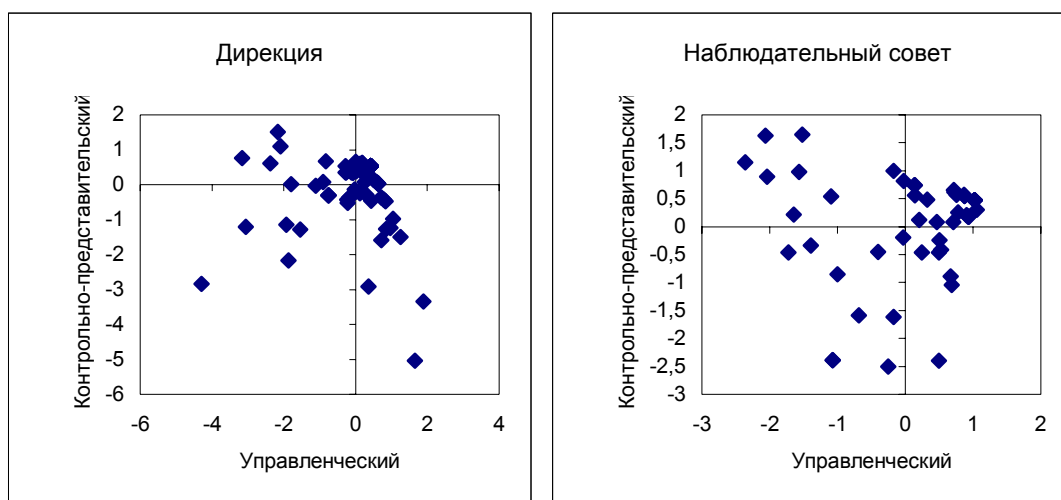 Дирекция
Контрольно-представительский
2
1
0
-1
-2
-3
-4
-5
-6
-6 -4 -2 0 2 4
Управленческий
Наблюдательный совет
Контрольно-представительский
2
1,5
1
0,5
0
-0,5
-1
-1,5
-2
-2,5
-3
-3 -2 -1 0 1 2
Управленческий